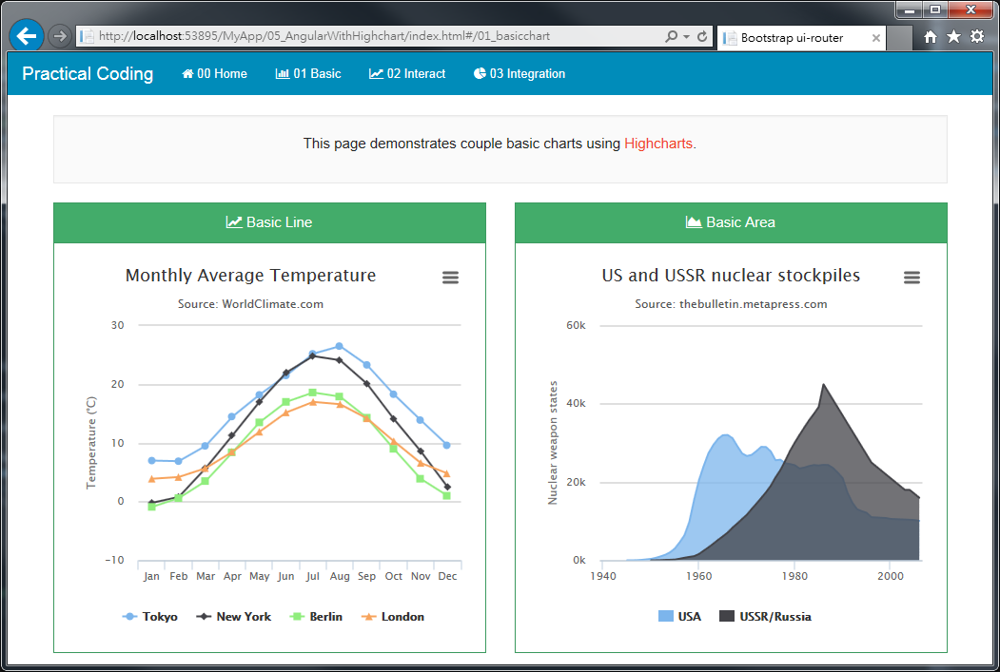 http://localhost:53895/MyApp/05_AngularWithHighchart/index.html#/01_basicchart
Bootstrap ui-router
Practical Coding
00 Home
01 Basic
02 Interact
03 Integration
This page demonstrates couple basic charts using Highcharts.
Basic Line
Monthly Average Temperature
Source: WorldClimate.com
Temperature (°C)
30
20
10
0
-10
Jan Feb Mar Apr May Jun Jul Aug Sep Oct Nov Dec
Tokyo New York Berlin London
Basic Area
US and USSR nuclear stockpiles
Source: thebulletin.metapress.com
Nuclear weapon states
60k
40k
20k
0k
1940 1960 1980 2000
USA USSR/Russia